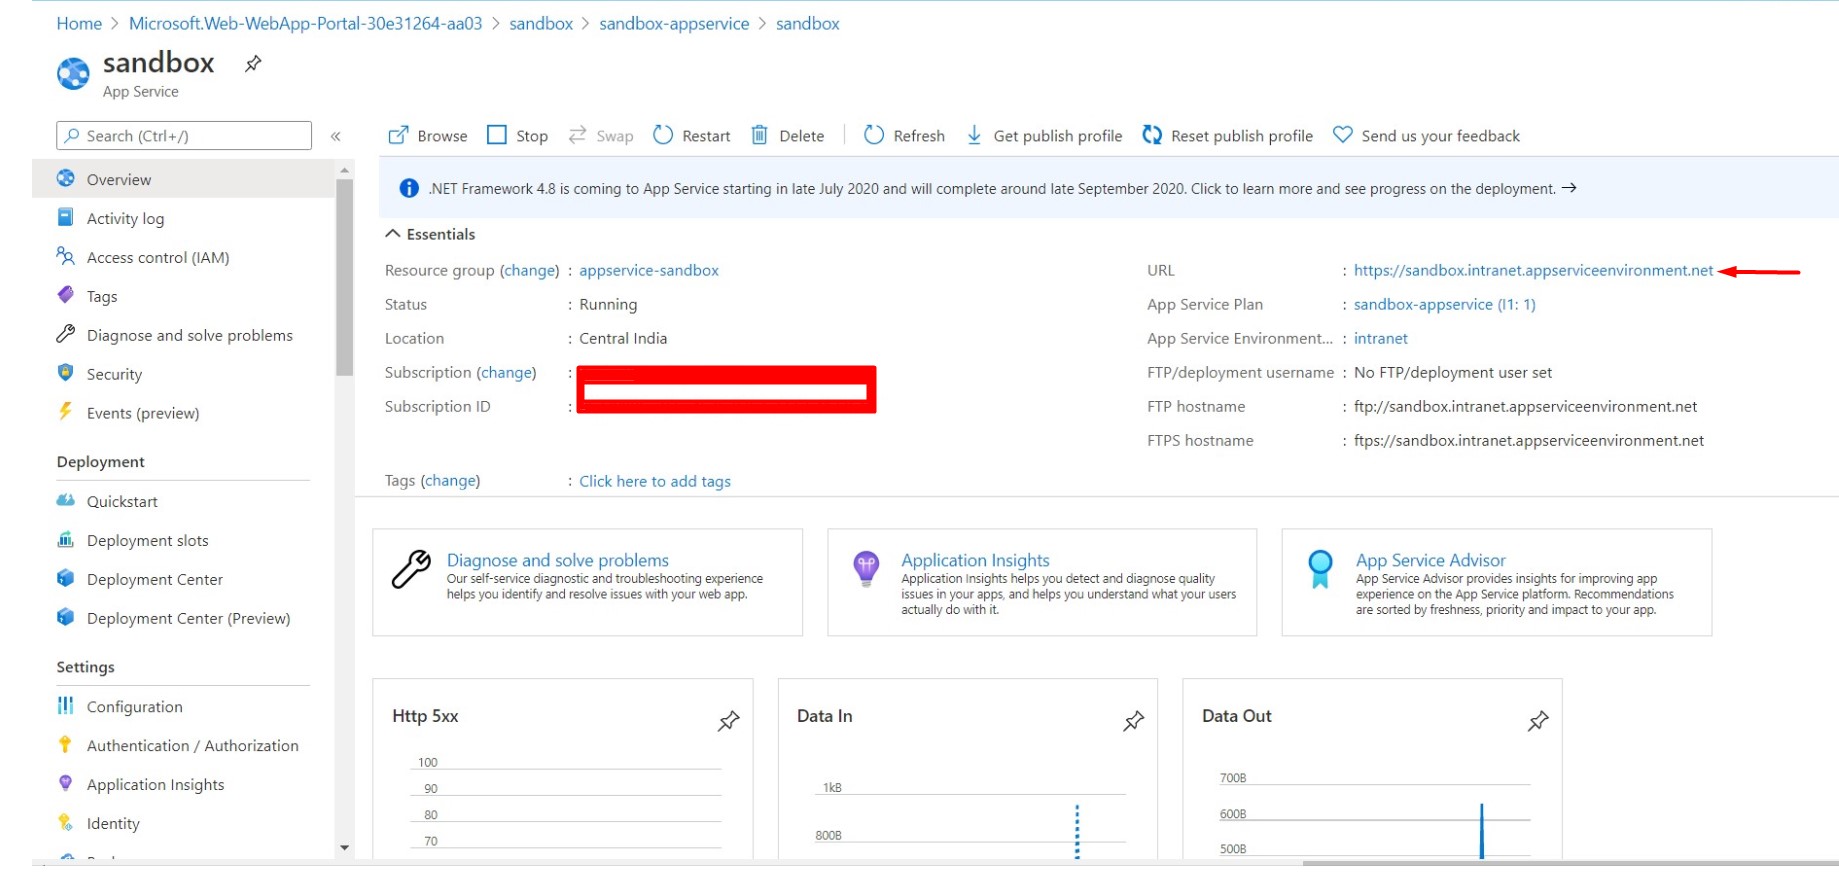 Home > Microsoft.Web-WebApp-Portal-30e31264-aa03 > sandbox > sandbox-appservice > sandbox
sandbox
App Service
Search (Ctrl+/)
«
Overview
Activity log
Access control (IAM)
Tags
Diagnose and solve problems
Security
Events (preview)
Deployment
Quickstart
Deployment slots
Deployment Center
Deployment Center (Preview)
Settings
Configuration
Authentication / Authorization
Application Insights
Identity
Browse Stop Swap Restart Delete Refresh Get publish profile Reset publish profile Send us your feedback
.NET Framework 4.8 is coming to App Service starting in late July 2020 and will complete around late September 2020. Click to learn more and see progress on the deployment. →
Essentials
Resource group (change) : appservice-sandbox
Status : Running
Location : Central India
Subscription (change) :
Subscription ID :
Tags (change) : Click here to add tags
URL : https://sandbox.intranet.appserviceenvironment.net
App Service Plan : sandbox-appservice (I1: 1)
App Service Environment... : intranet
FTP/deployment username : No FTP/deployment user set
FTP hostname : ftp://sandbox.intranet.appserviceenvironment.net
FTPS hostname : ftps://sandbox.intranet.appserviceenvironment.net
Diagnose and solve problems
Our self-service diagnostic and troubleshooting experience
helps you identify and resolve issues with your web app.
Application Insights
Application Insights helps you detect and diagnose quality
issues in your apps, and helps you understand what your users
actually do with it.
App Service Advisor
App Service Advisor provides insights for improving app
experience on the App Service platform. Recommendations
are sorted by freshness, priority and impact to your app.
Http 5xx
100
90
80
70
Data In
1kB
800B
Data Out
700B
600B
500B